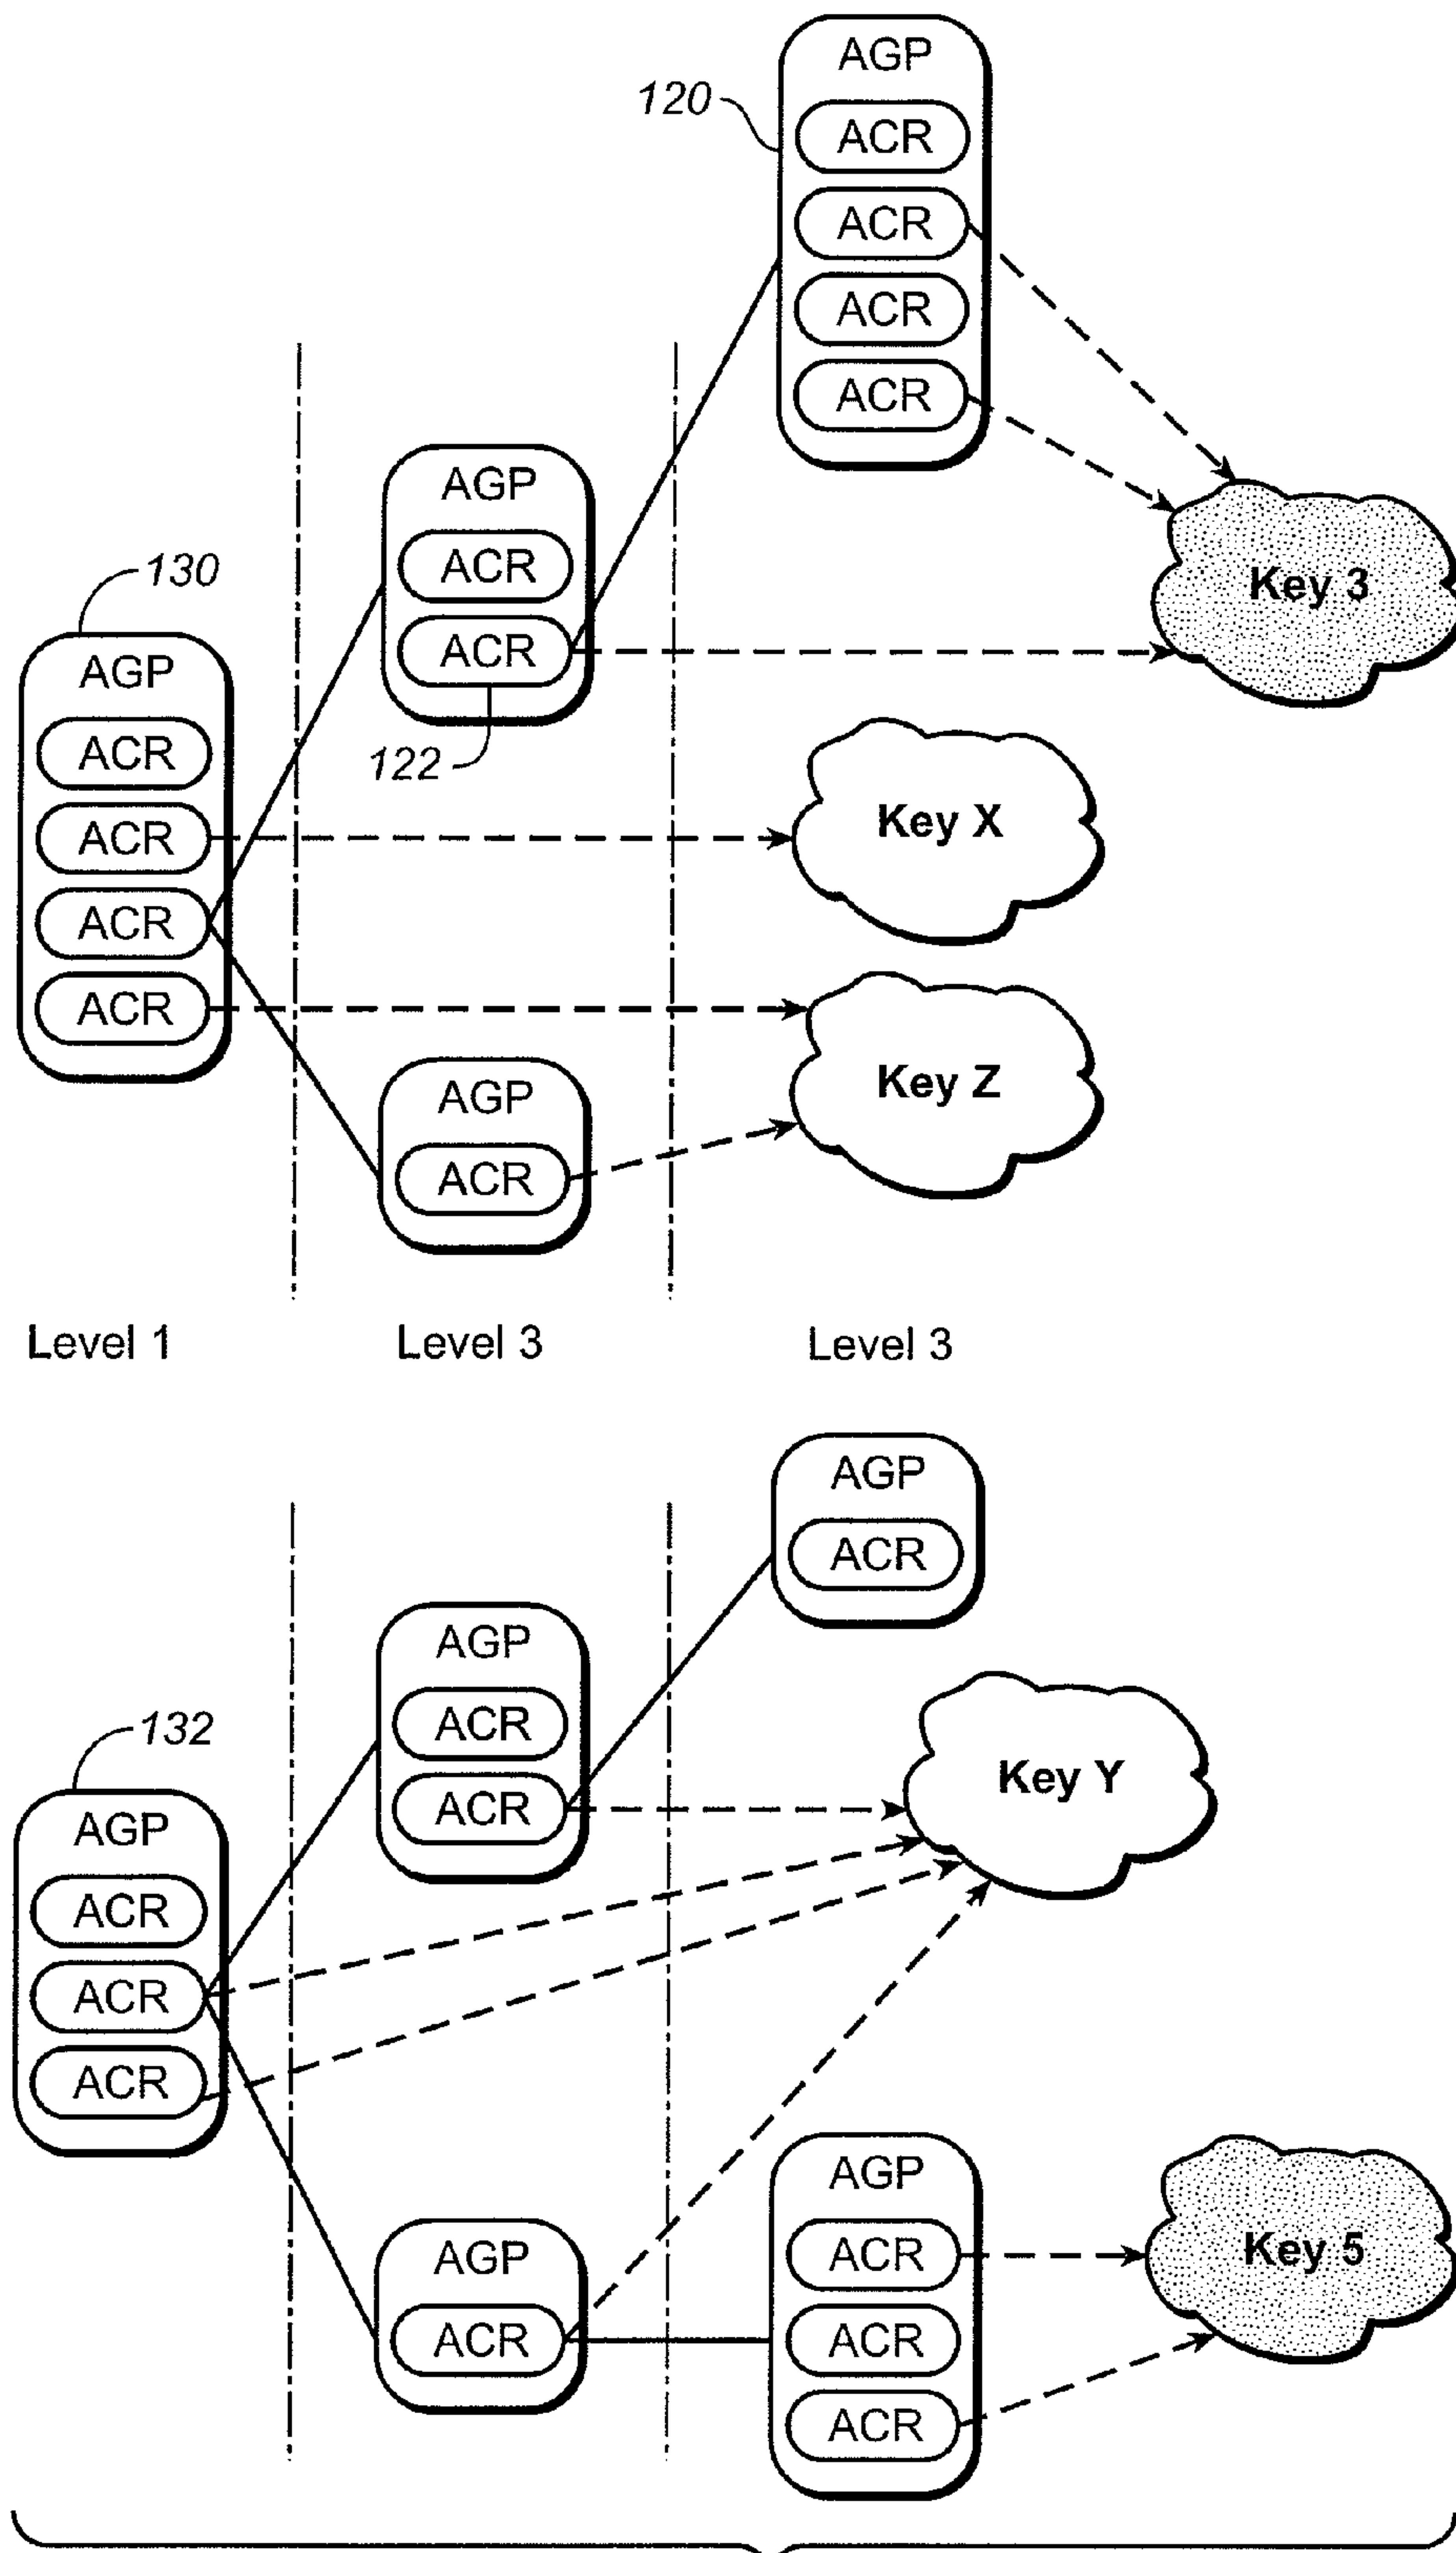 AGP
120
ACR
ACR
ACR
ACR
AGP
ACR
ACR
122
Key 3
130
AGP
ACR
ACR
ACR
ACR
Key X
Key Z
AGP
ACR
Level 1
Level 3
Level 3
AGP
ACR
AGP
ACR
ACR
Key Y
132
AGP
ACR
ACR
ACR
AGP
ACR
AGP
ACR
ACR
ACR
Key 5